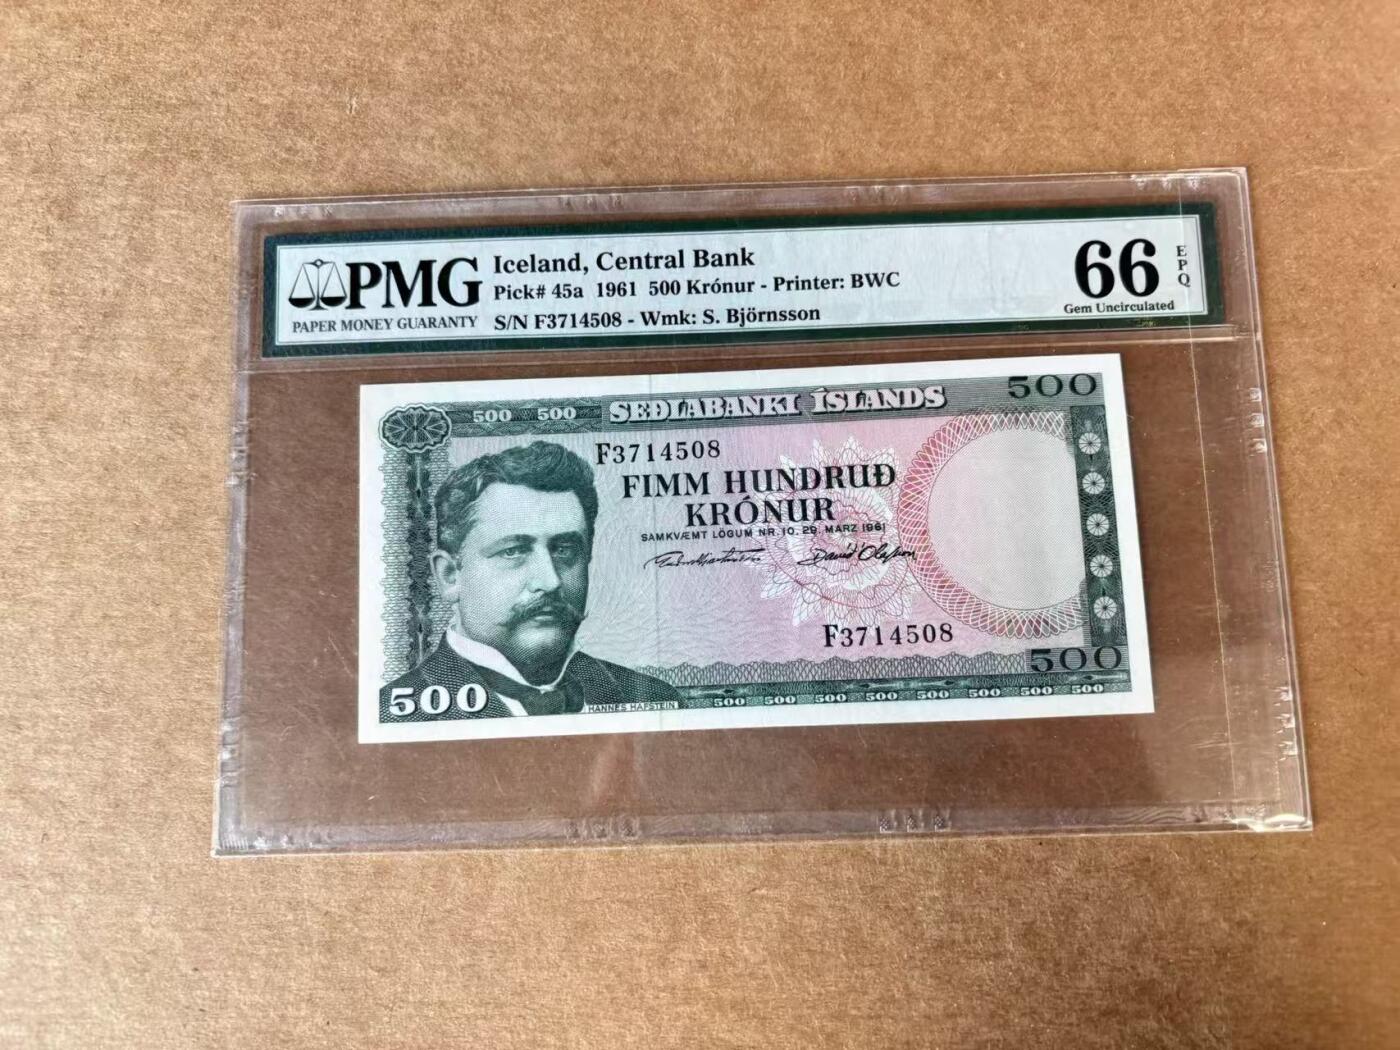 PMG
PAPER MONEY GUARANTY
Iceland, Central Bank
Pick# 45a 1961 500 Krónur - Printer: BWC
S/N F3714508 - Wmk: S. Björnsson
66
EPQ
Gem Uncirculated
500 500 SEÐLABANKI ÍSLANDS 500
F3714508
FIMM HUNDRUÐ
KRÓNUR
SAMKVÆMT LÖGUM NR. 10, 29. MARZ 1961
Davíð Ólafsson
F3714508
500
500
HANNES HAFSTEIN
500 500 500 500 500 500 500 500